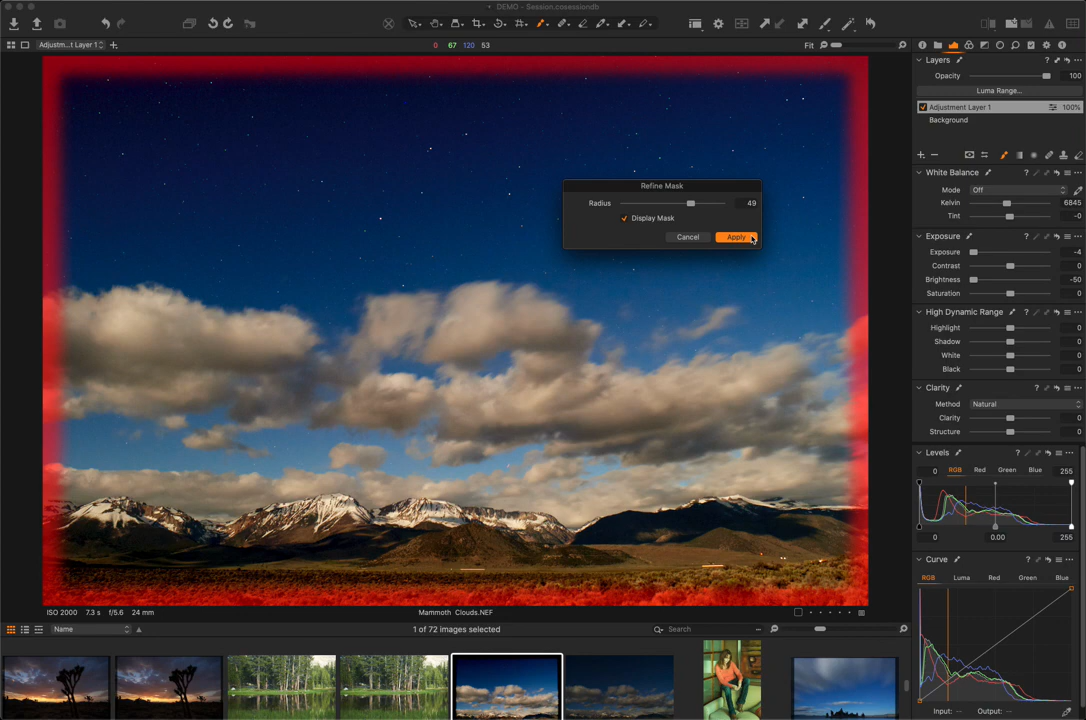 DEMO - Session.cosessiondb
Adjustm...t Layer 1
0 67 120 53
Fit
Layers
?
Opacity 100
Luma Range...
Adjustment Layer 1 100%
Background
White Balance ?
Mode Off
Kelvin 6845
Tint -0
Exposure ?
Exposure -4
Contrast 0
Brightness -50
Saturation 0
High Dynamic Range ?
Highlight 0
Shadow 0
White 0
Black 0
Clarity ?
Method Natural
Clarity 0
Structure 0
Levels ?
0 RGB Red Green Blue 255
0 0.00 255
Curve ?
RGB Luma Red Green Blue
Input: -- Output: --
Refine Mask
Radius 49
Display Mask
Cancel Apply
ISO 2000 7.3 s f/5.6 24 mm
Mammoth Clouds.NEF
Name
1 of 72 images selected
Search